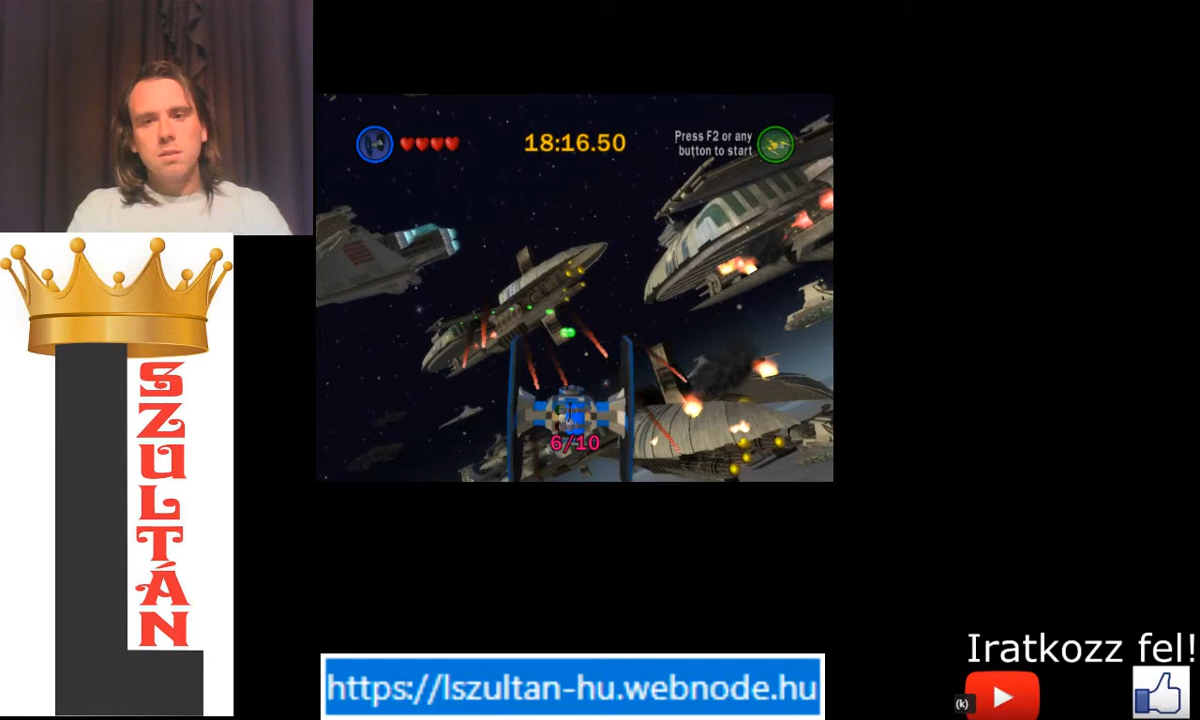 18:16.50
Press F2 or any
button to start
6/10
L
SZULTÁN
https://lszultan-hu.webnode.hu
Iratkozz fel!
(k)